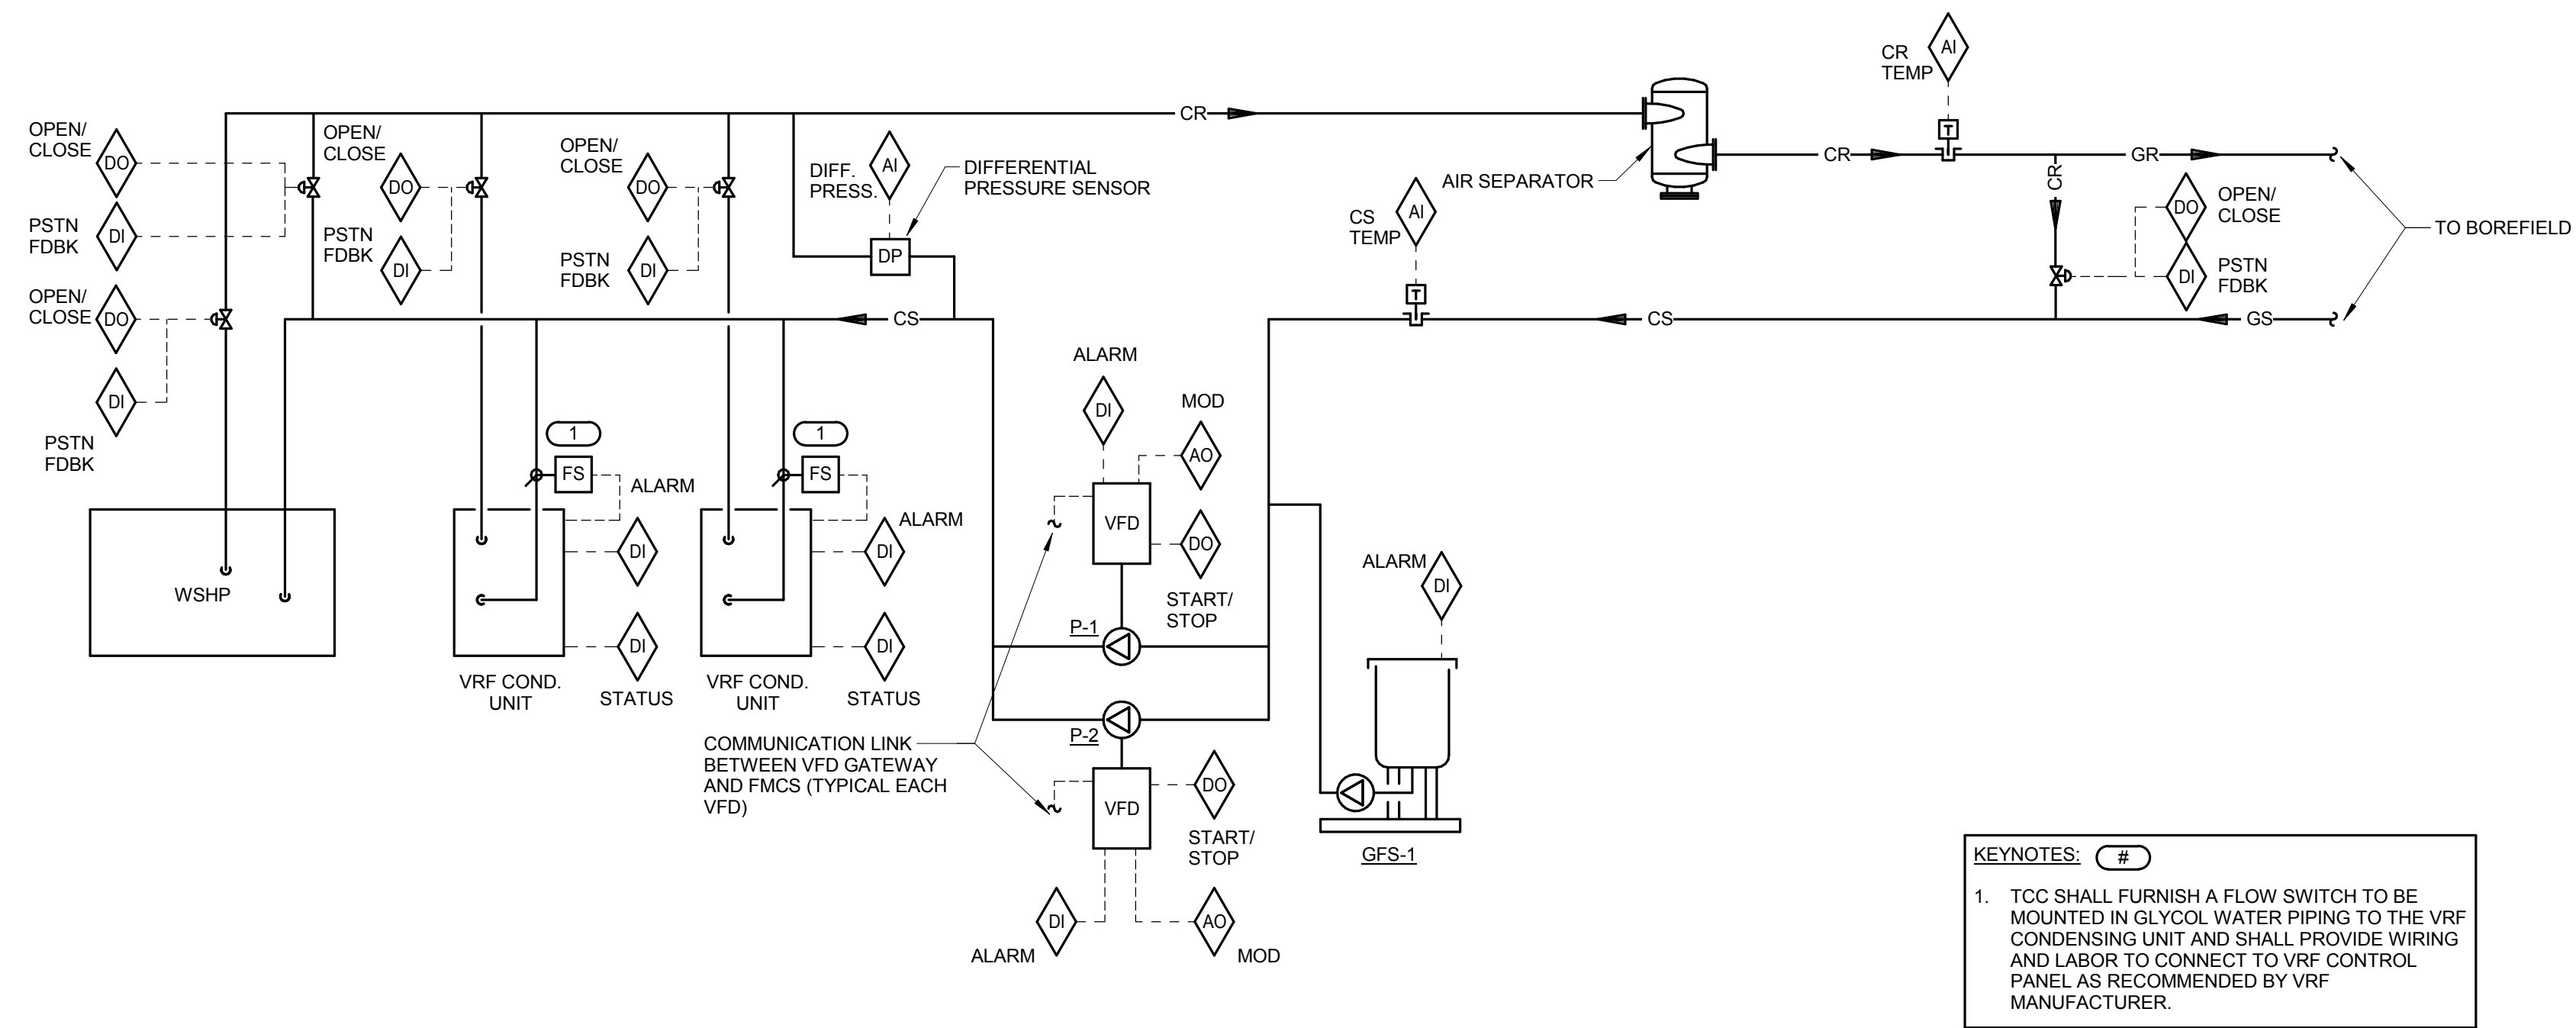 CR
TEMP
AI
T
OPEN/
CLOSE
DO
PSTN
FDBK
DI
OPEN/
CLOSE
DO
PSTN
FDBK
DI
OPEN/
CLOSE
DO
PSTN
FDBK
DI
OPEN/
CLOSE
DO
PSTN
FDBK
DI
DIFF.
PRESS.
AI
DIFFERENTIAL
PRESSURE SENSOR
DP
CR
AIR SEPARATOR
CR
GR
CR
CS
TEMP
AI
T
DO
OPEN/
CLOSE
DI
PSTN
FDBK
TO BOREFIELD
CS
CS
GS
1
FS
ALARM
DI
DI
STATUS
1
FS
ALARM
DI
DI
STATUS
WSHP
VRF COND.
UNIT
VRF COND.
UNIT
ALARM
DI
MOD
AO
VFD
DO
START/
STOP
P-1
P-2
COMMUNICATION LINK
BETWEEN VFD GATEWAY
AND FMCS (TYPICAL EACH
VFD)
VFD
DO
START/
STOP
DI
ALARM
AO
MOD
ALARM
DI
GFS-1
KEYNOTES: #
1. TCC SHALL FURNISH A FLOW SWITCH TO BE
MOUNTED IN GLYCOL WATER PIPING TO THE VRF
CONDENSING UNIT AND SHALL PROVIDE WIRING
AND LABOR TO CONNECT TO VRF CONTROL
PANEL AS RECOMMENDED BY VRF
MANUFACTURER.